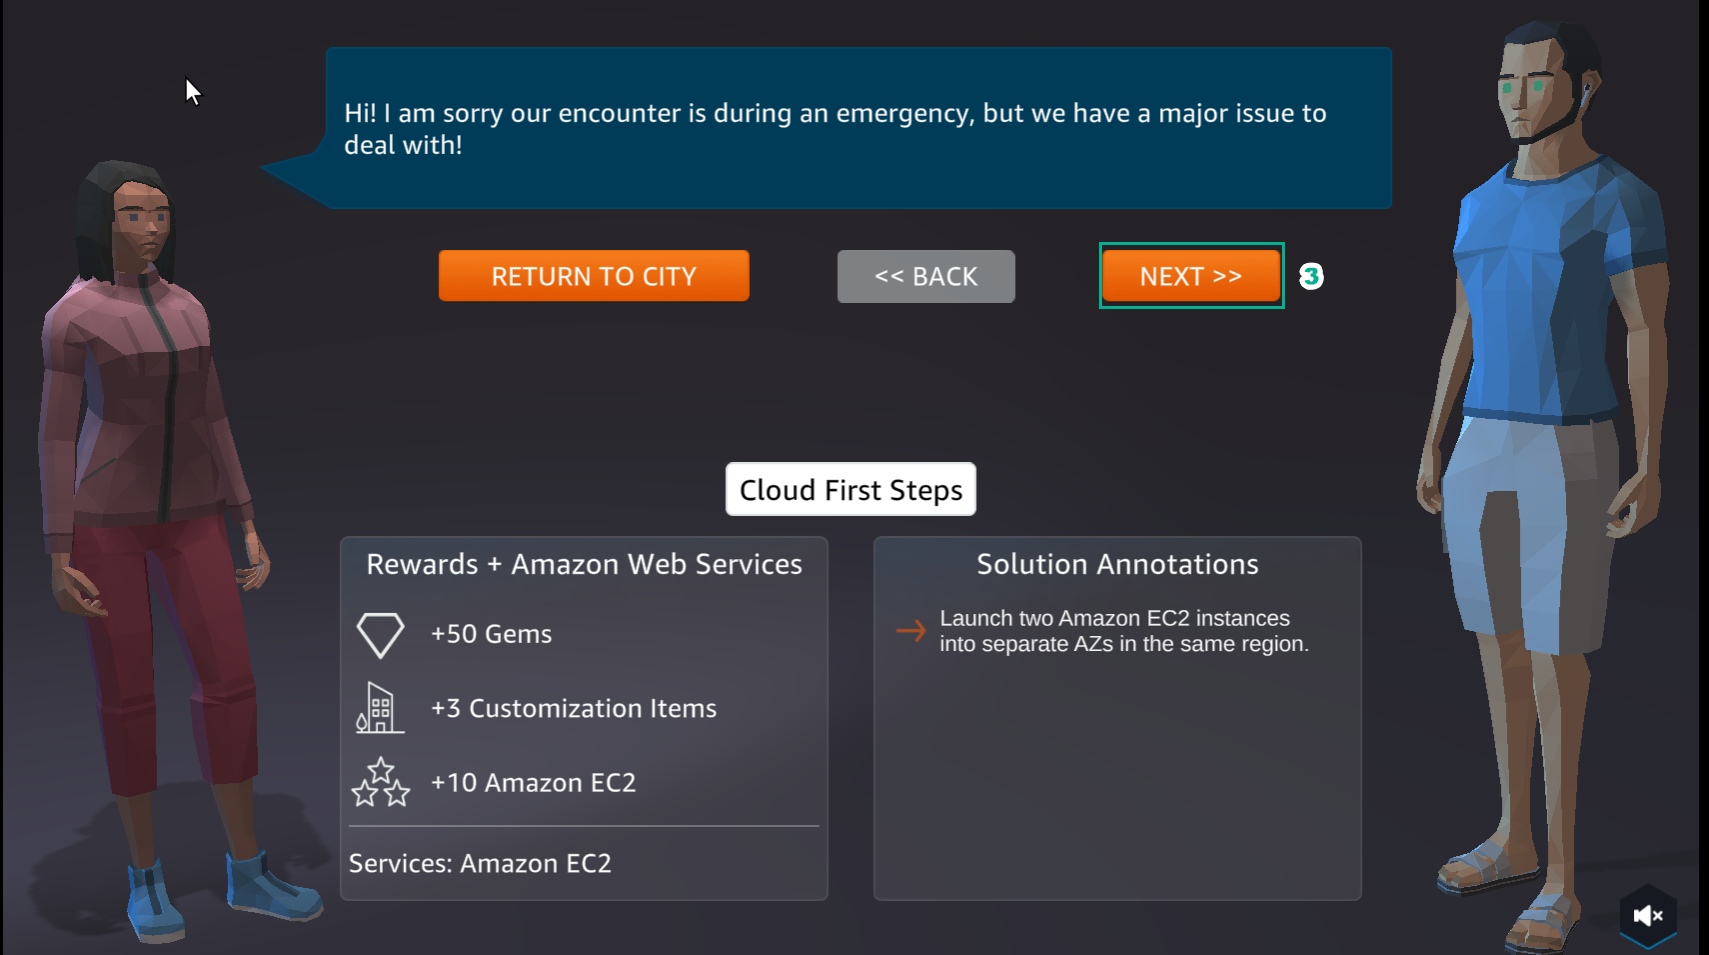 Hi! I am sorry our encounter is during an emergency, but we have a major issue to
deal with!
RETURN TO CITY
<< BACK
NEXT >>
3
Cloud First Steps
Rewards + Amazon Web Services
+50 Gems
+3 Customization Items
+10 Amazon EC2
Services: Amazon EC2
Solution Annotations
Launch two Amazon EC2 instances
into separate AZs in the same region.